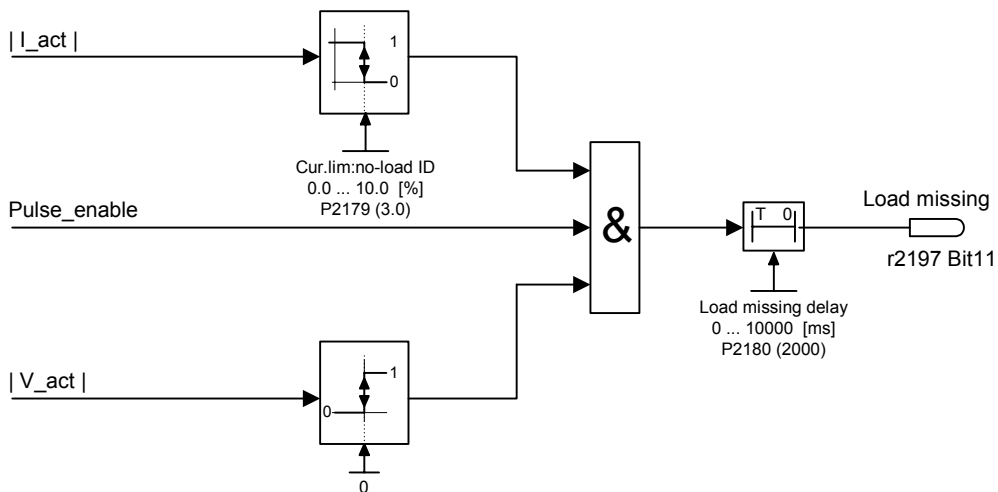 | I_act |
1
0
Cur.lim:no-load ID
0.0 ... 10.0 [%]
P2179 (3.0)
Pulse_enable
&
T 0
Load missing
r2197 Bit11
Load missing delay
0 ... 10000 [ms]
P2180 (2000)
| V_act |
1
0
0